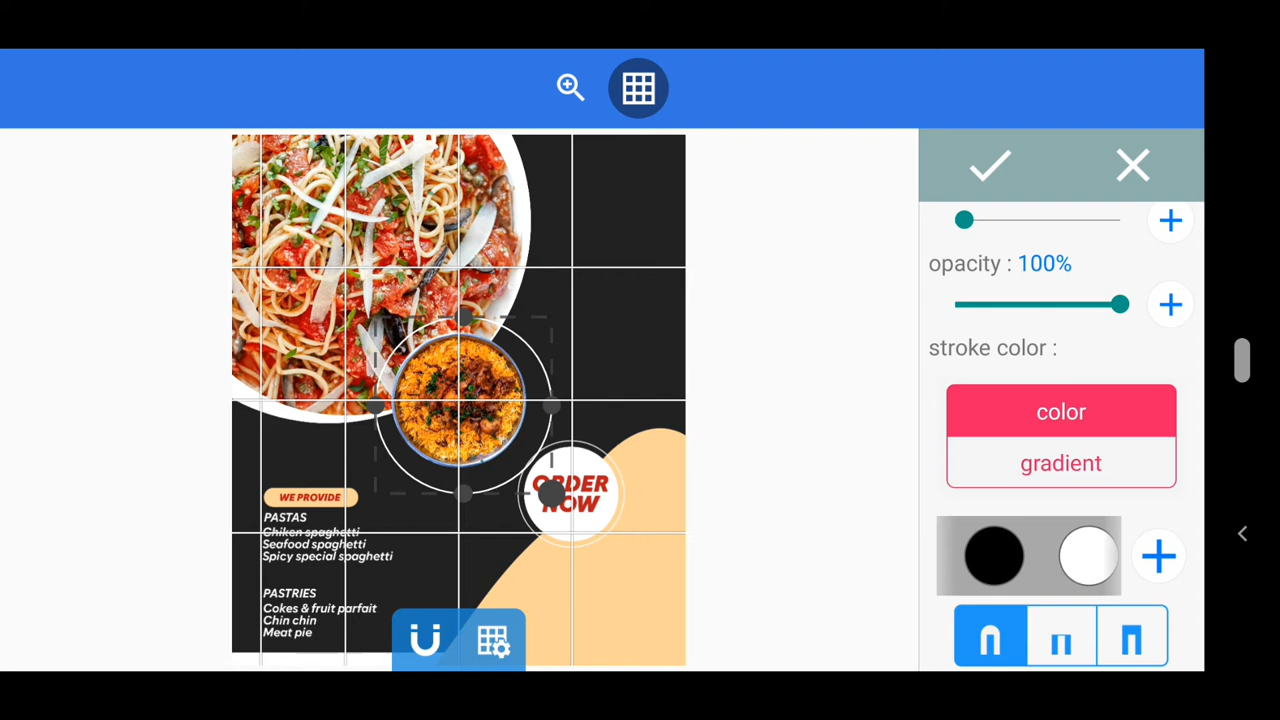 opacity : 100%
stroke color :
color
gradient
ORDER
NOW
WE PROVIDE
PASTAS
Chiken spaghetti
Seafood spaghetti
Spicy special spaghetti
PASTRIES
Cokes & fruit parfait
Chin chin
Meat pie